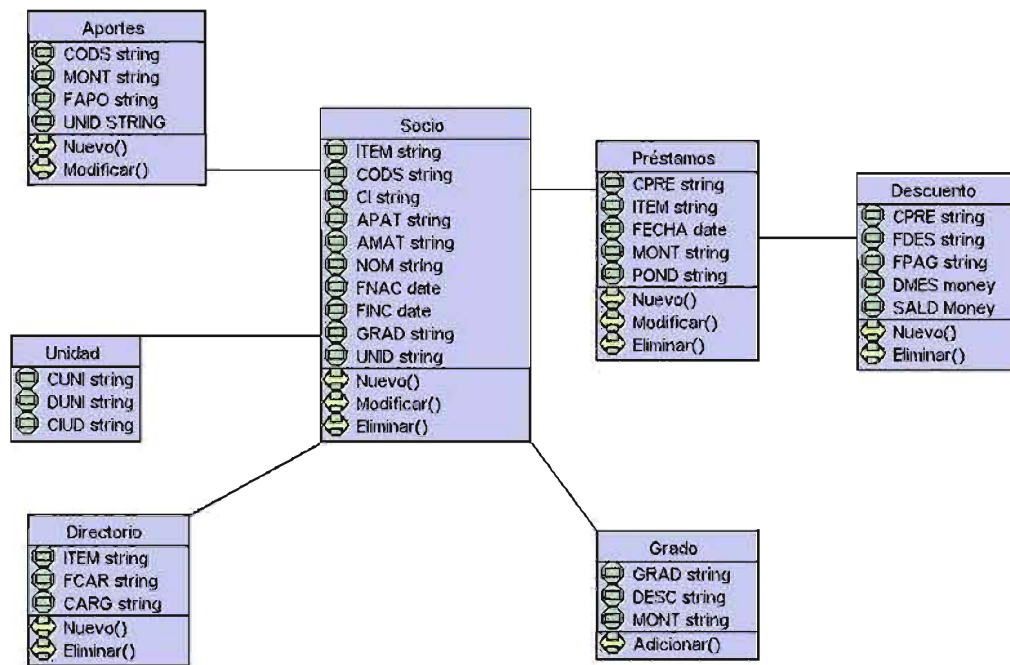 Aportes
CODS string
MONT string
FAPO string
UNID STRING
Nuevo()
Modificar()
Socio
ITEM string
CODS string
CI string
APAT string
AMAT string
NOM string
FNAC date
FINC date
GRAD string
UNID string
Nuevo()
Modificar()
Eliminar()
Préstamos
CPRE string
ITEM string
FECHA date
MONT string
POND string
Nuevo()
Modificar()
Eliminar()
Descuento
CPRE string
FDES string
FPAG string
DMES money
SALD Money
Nuevo()
Eliminar()
Unidad
CUNI string
DUNI string
CIUD string
Directorio
ITEM string
FCAR string
CARG string
Nuevo()
Eliminar()
Grado
GRAD string
DESC string
MONT string
Adicionar()